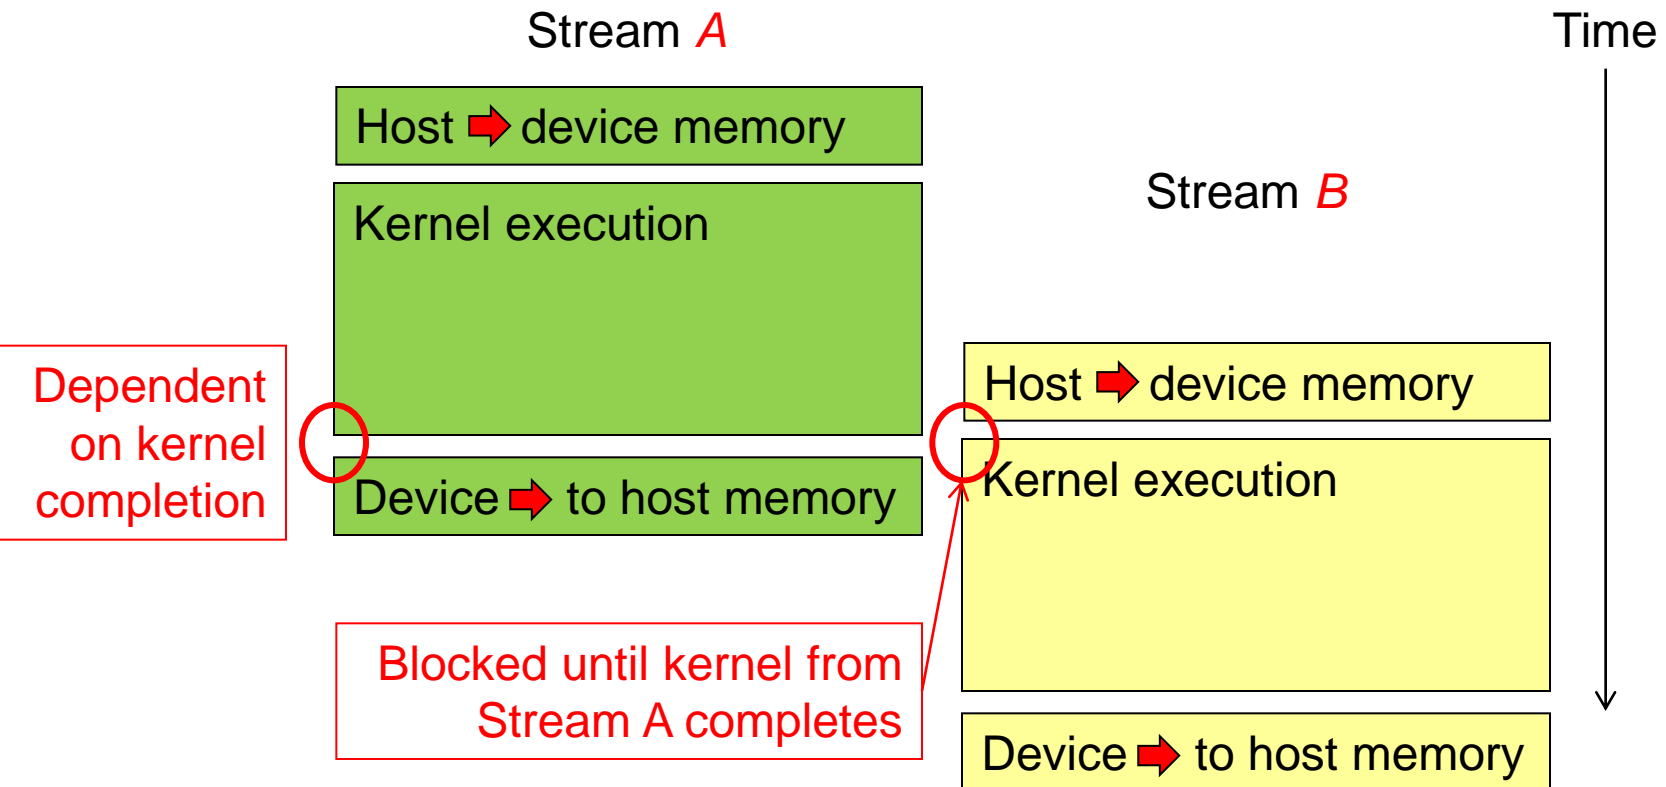 Stream A
Time
Host device memory
Kernel execution
Stream B
Dependent
on kernel
completion
Device to host memory
Host device memory
Kernel execution
Blocked until kernel from
Stream A completes
Device to host memory